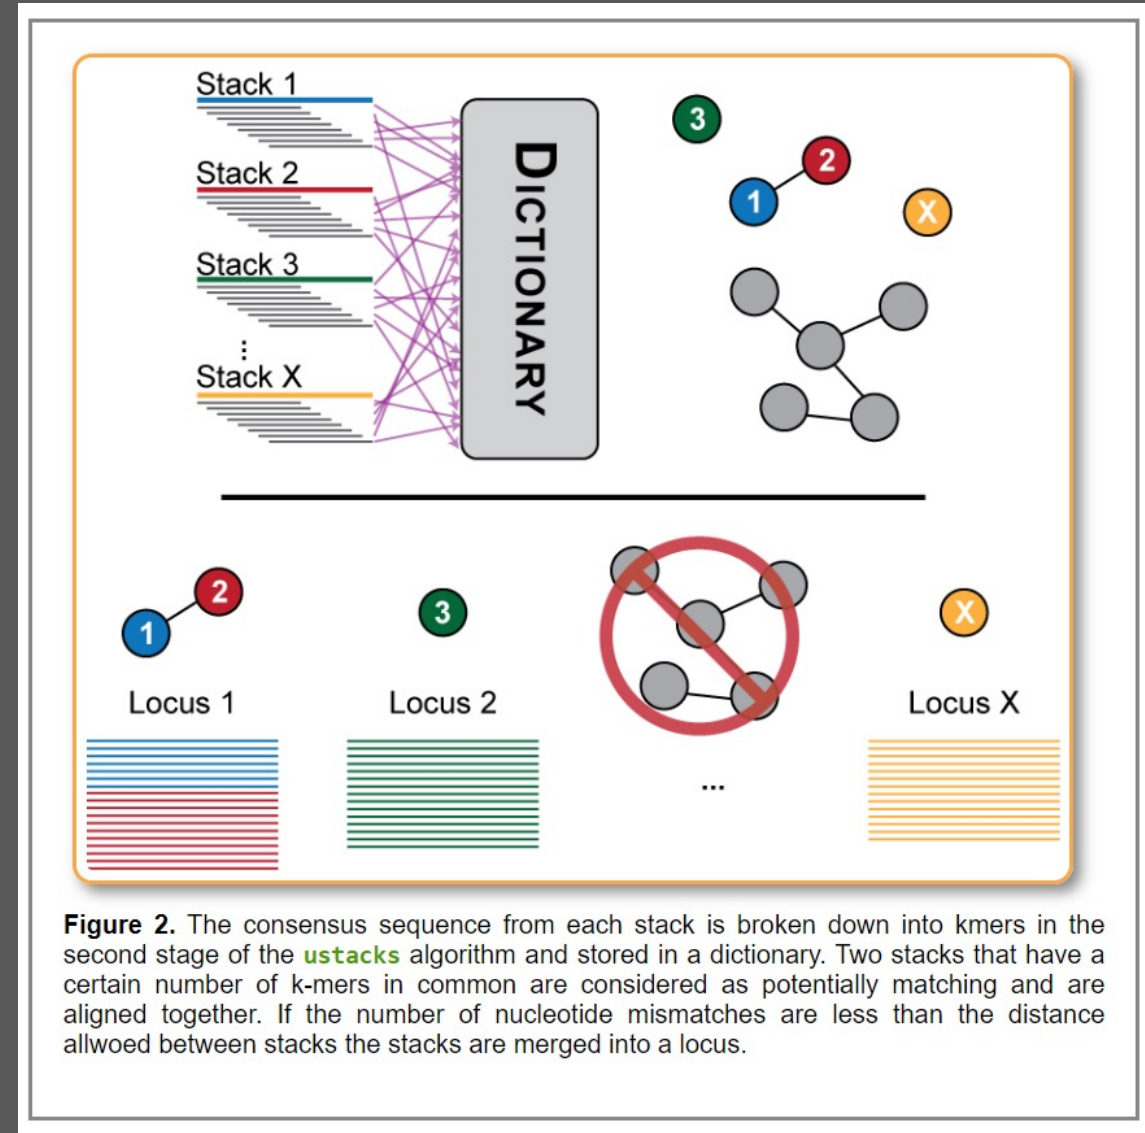 Stack 1
Stack 2
Stack 3
⋮
Stack X
DICTIONARY
3
2
1
X
2
1
3
X
Locus 1
Locus 2
Locus X
...
Figure 2. The consensus sequence from each stack is broken down into kmers in the
second stage of the ustacks algorithm and stored in a dictionary. Two stacks that have a
certain number of k-mers in common are considered as potentially matching and are
aligned together. If the number of nucleotide mismatches are less than the distance
allwoed between stacks the stacks are merged into a locus.